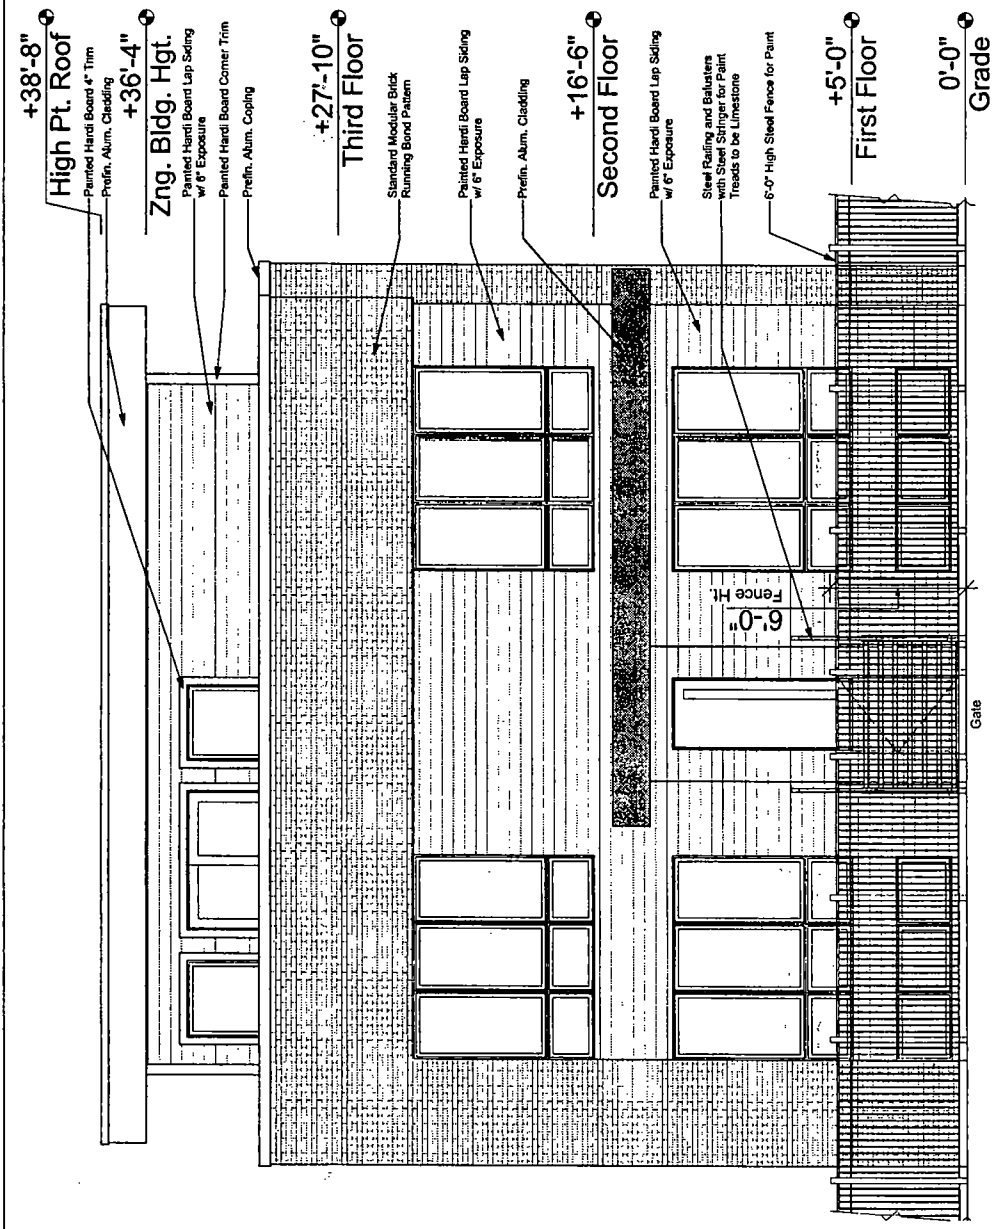 +38'-8"
High Pt. Roof
Painted Hardi Board 4" Trim
Prefin. Alum. Cladding
+36'-4"
Zng. Bldg. Hgt.
Painted Hardi Board Lap Siding
w/ 6" Exposure
Painted Hardi Board Corner Trim
Prefin. Alum. Coping
+27'-10"
Third Floor
Standard Modular Brick
Running Bond Pattern
Painted Hardi Board Lap Siding
w/ 6" Exposure
Prefin. Alum. Cladding
+16'-6"
Second Floor
Painted Hardi Board Lap Siding
w/ 6" Exposure
Steel Railing and Balusters
with Steel Stringer for Paint
Treads to be Limestone
6'-0" High Steel Fence for Paint
+5'-0"
First Floor
0'-0"
Grade
6'-0"
Fence Ht.
Gate